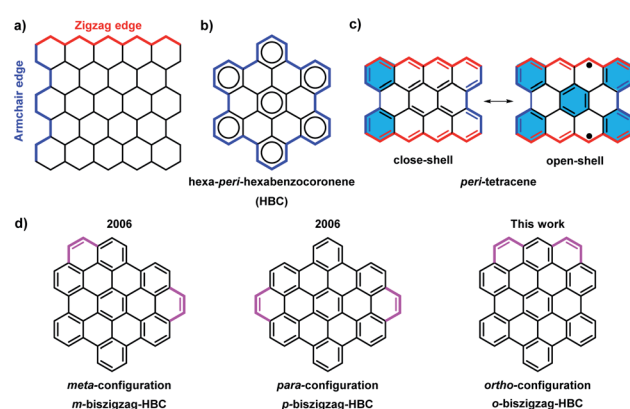 a)
Zigzag edge
Armchair edge
b)
hexa-peri-hexabenzocoronene
(HBC)
c)
close-shell
open-shell
peri-tetracene
d)
2006
meta-configuration
m-biszigzag-HBC
2006
para-configuration
p-biszigzag-HBC
This work
ortho-configuration
o-biszigzag-HBC